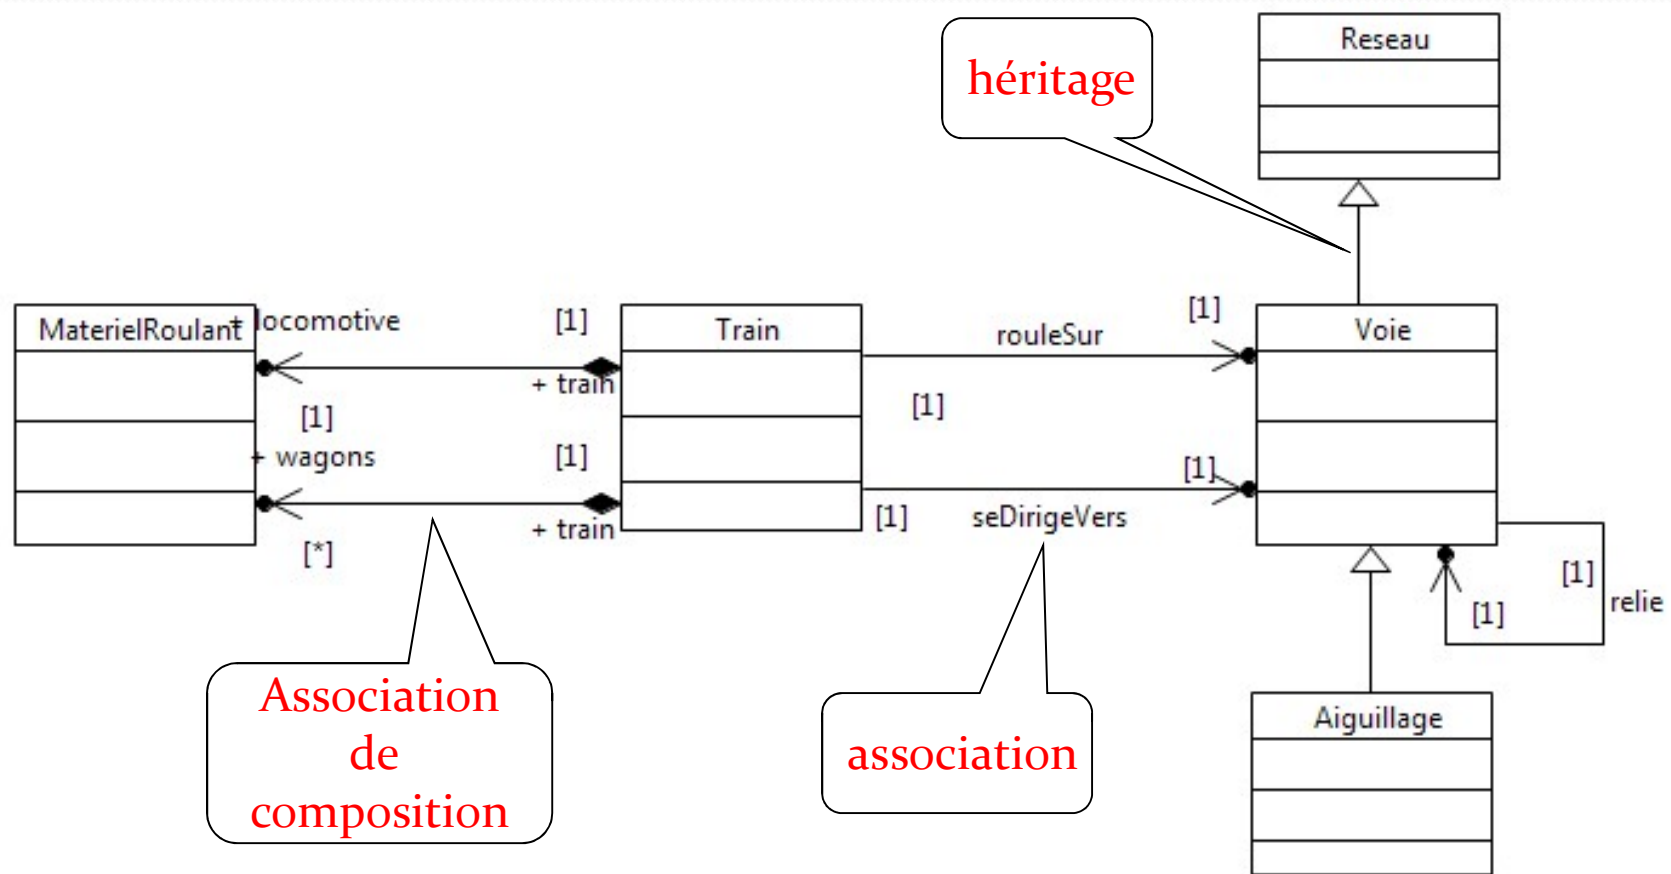 Reseau
héritage
MaterielRoulant
+ locomotive
[1]
+ train
[1]
+ wagons
[1]
+ train
[*]
Train
rouleSur
[1]
[1]
[1]
[1]
seDirigeVers
Voie
[1]
[1]
relie
Association
de
composition
association
Aiguillage